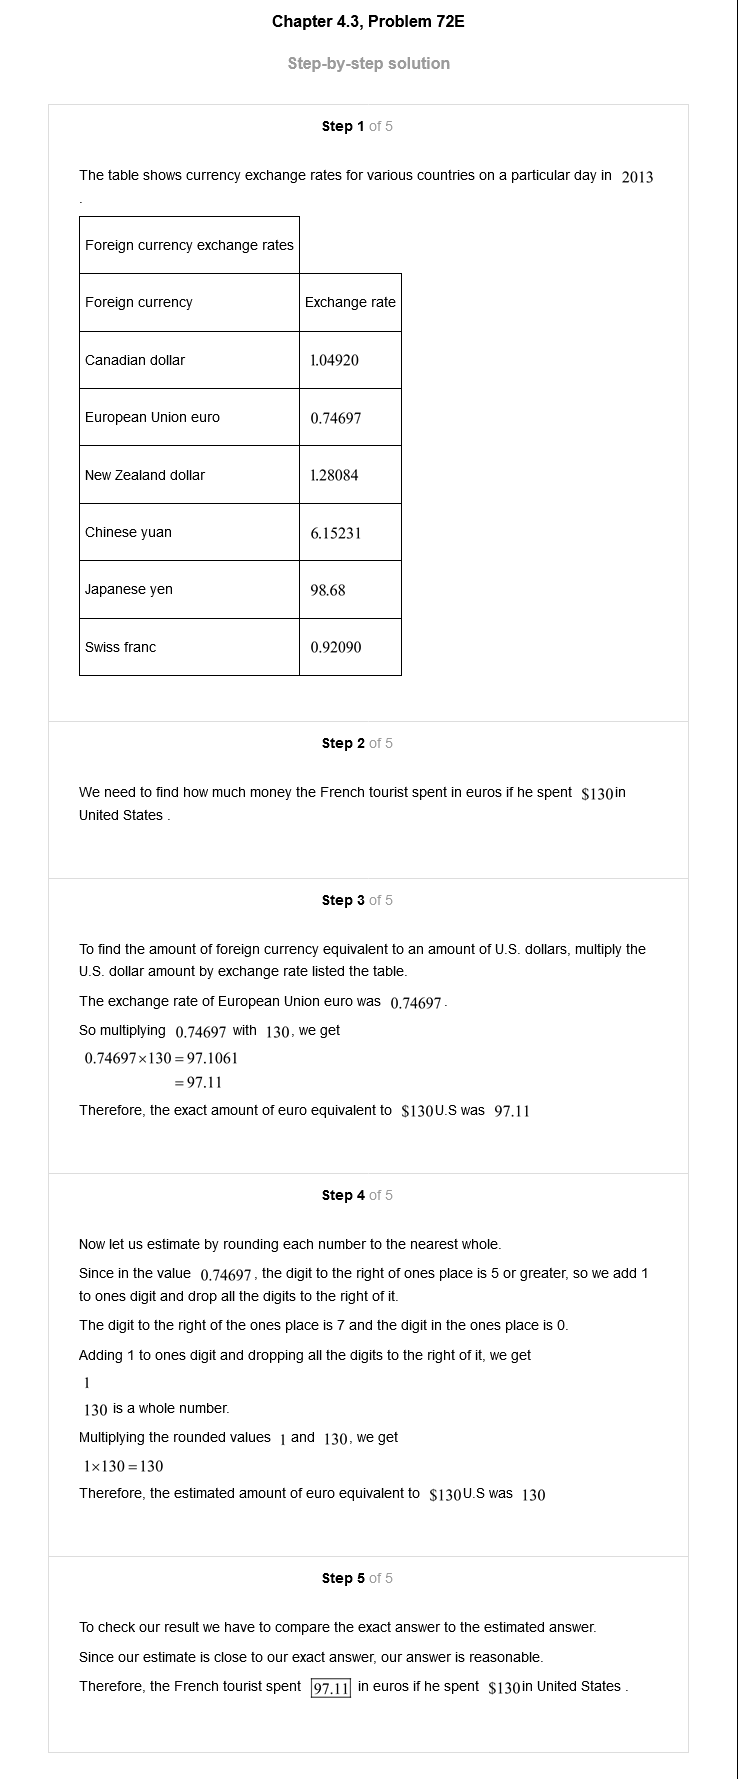 Chapter 4.3, Problem 72E
Step-by-step solution
Step 1 of 5
The table shows currency exchange rates for various countries on a particular day in 2013
.
Foreign currency exchange rates
Foreign currency Exchange rate
Canadian dollar 1.04920
European Union euro 0.74697
New Zealand dollar 1.28084
Chinese yuan 6.15231
Japanese yen 98.68
Swiss franc 0.92090
Step 2 of 5
We need to find how much money the French tourist spent in euros if he spent $130in
United States .
Step 3 of 5
To find the amount of foreign currency equivalent to an amount of U.S. dollars, multiply the
U.S. dollar amount by exchange rate listed the table.
The exchange rate of European Union euro was 0.74697.
So multiplying 0.74697 with 130, we get
0.74697×130=97.1061
=97.11
Therefore, the exact amount of euro equivalent to $130U.S was 97.11
Step 4 of 5
Now let us estimate by rounding each number to the nearest whole.
Since in the value 0.74697, the digit to the right of ones place is 5 or greater, so we add 1
to ones digit and drop all the digits to the right of it.
The digit to the right of the ones place is 7 and the digit in the ones place is 0.
Adding 1 to ones digit and dropping all the digits to the right of it, we get
1
130 is a whole number.
Multiplying the rounded values 1 and 130, we get
1×130=130
Therefore, the estimated amount of euro equivalent to $130U.S was 130
Step 5 of 5
To check our result we have to compare the exact answer to the estimated answer.
Since our estimate is close to our exact answer, our answer is reasonable.
Therefore, the French tourist spent 97.11 in euros if he spent $130in United States .